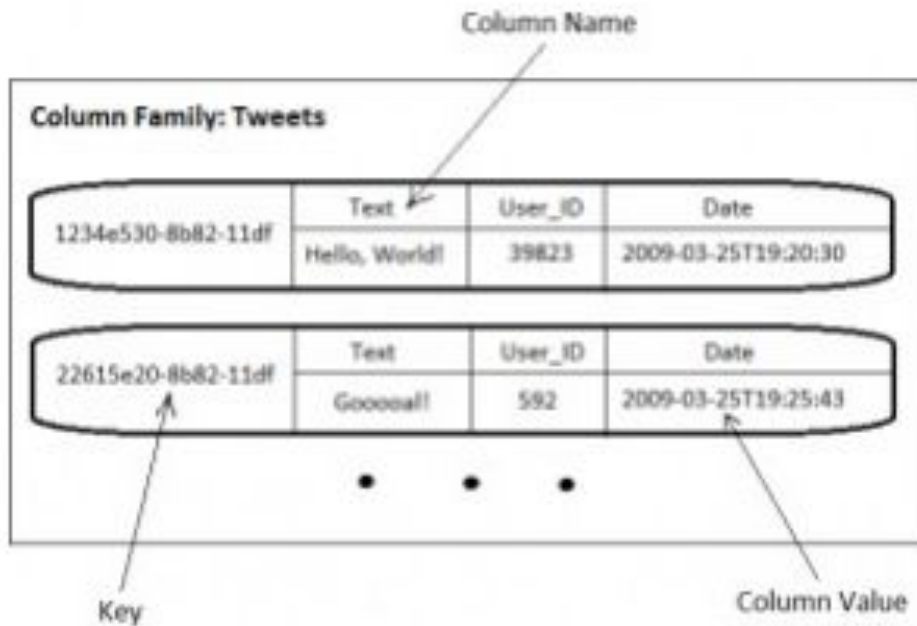 Column Name
Column Family: Tweets
Text User_ID Date
1234e530-8b82-11df
Hello, World! 39823 2009-03-25T19:20:30
Text User_ID Date
22615e20-8b82-11df
Gooooal! 592 2009-03-25T19:25:43
Key
Column Value